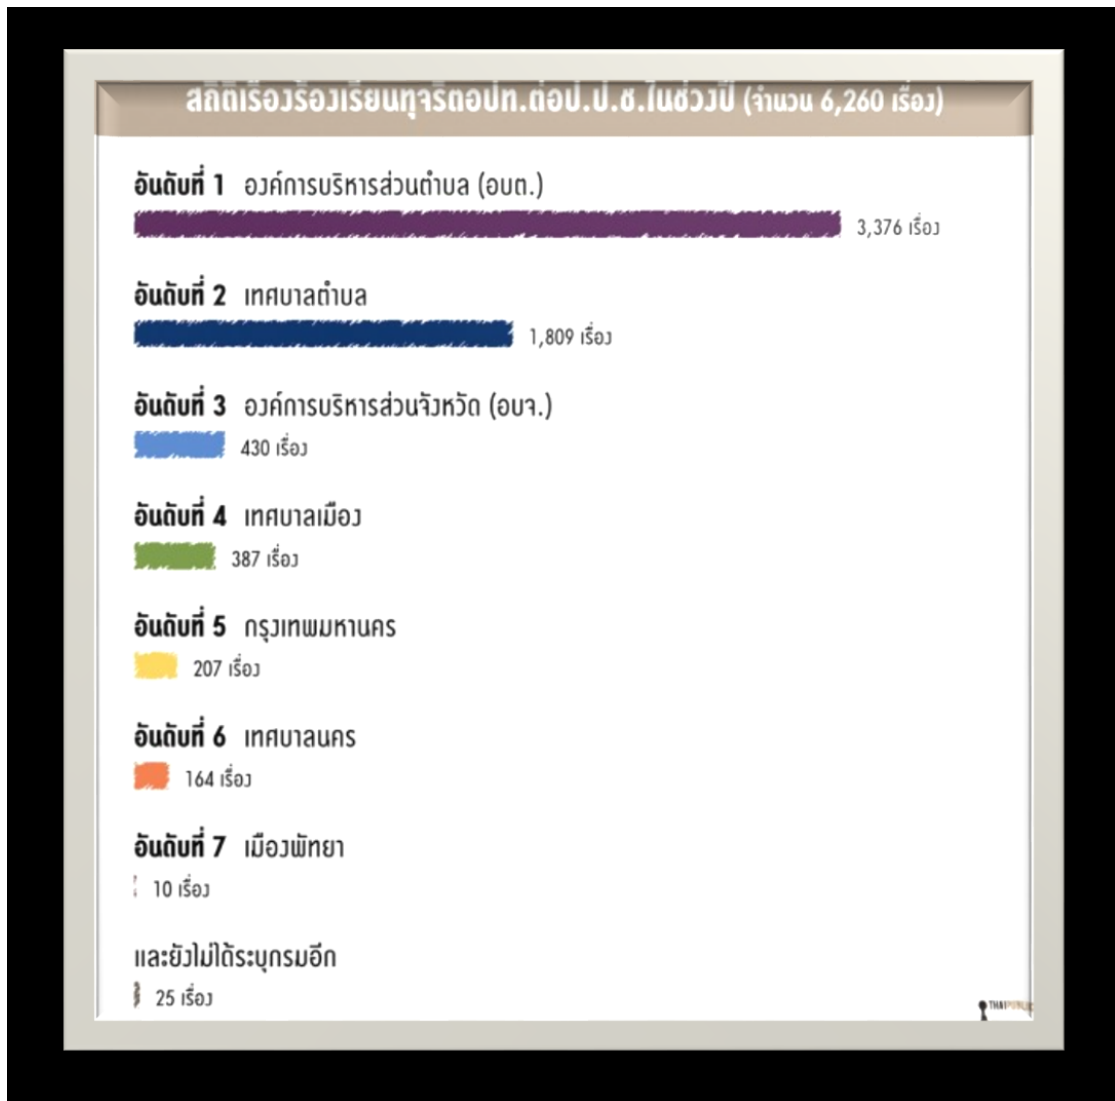 สถิติเรื่องร้องเรียนทุจริตอปท.ต่อป.ป.ช.ในช่วงปี (จำนวน 6,260 เรื่อง)
อันดับที่ 1 องค์การบริหารส่วนตำบล (อบต.)
3,376 เรื่อง
อันดับที่ 2 เทศบาลตำบล
1,809 เรื่อง
อันดับที่ 3 องค์การบริหารส่วนจังหวัด (อบจ.)
430 เรื่อง
อันดับที่ 4 เทศบาลเมือง
387 เรื่อง
อันดับที่ 5 กรุงเทพมหานคร
207 เรื่อง
อันดับที่ 6 เทศบาลนคร
164 เรื่อง
อันดับที่ 7 เมืองพัทยา
10 เรื่อง
และยังไม่ได้ระบุกรมอีก
25 เรื่อง